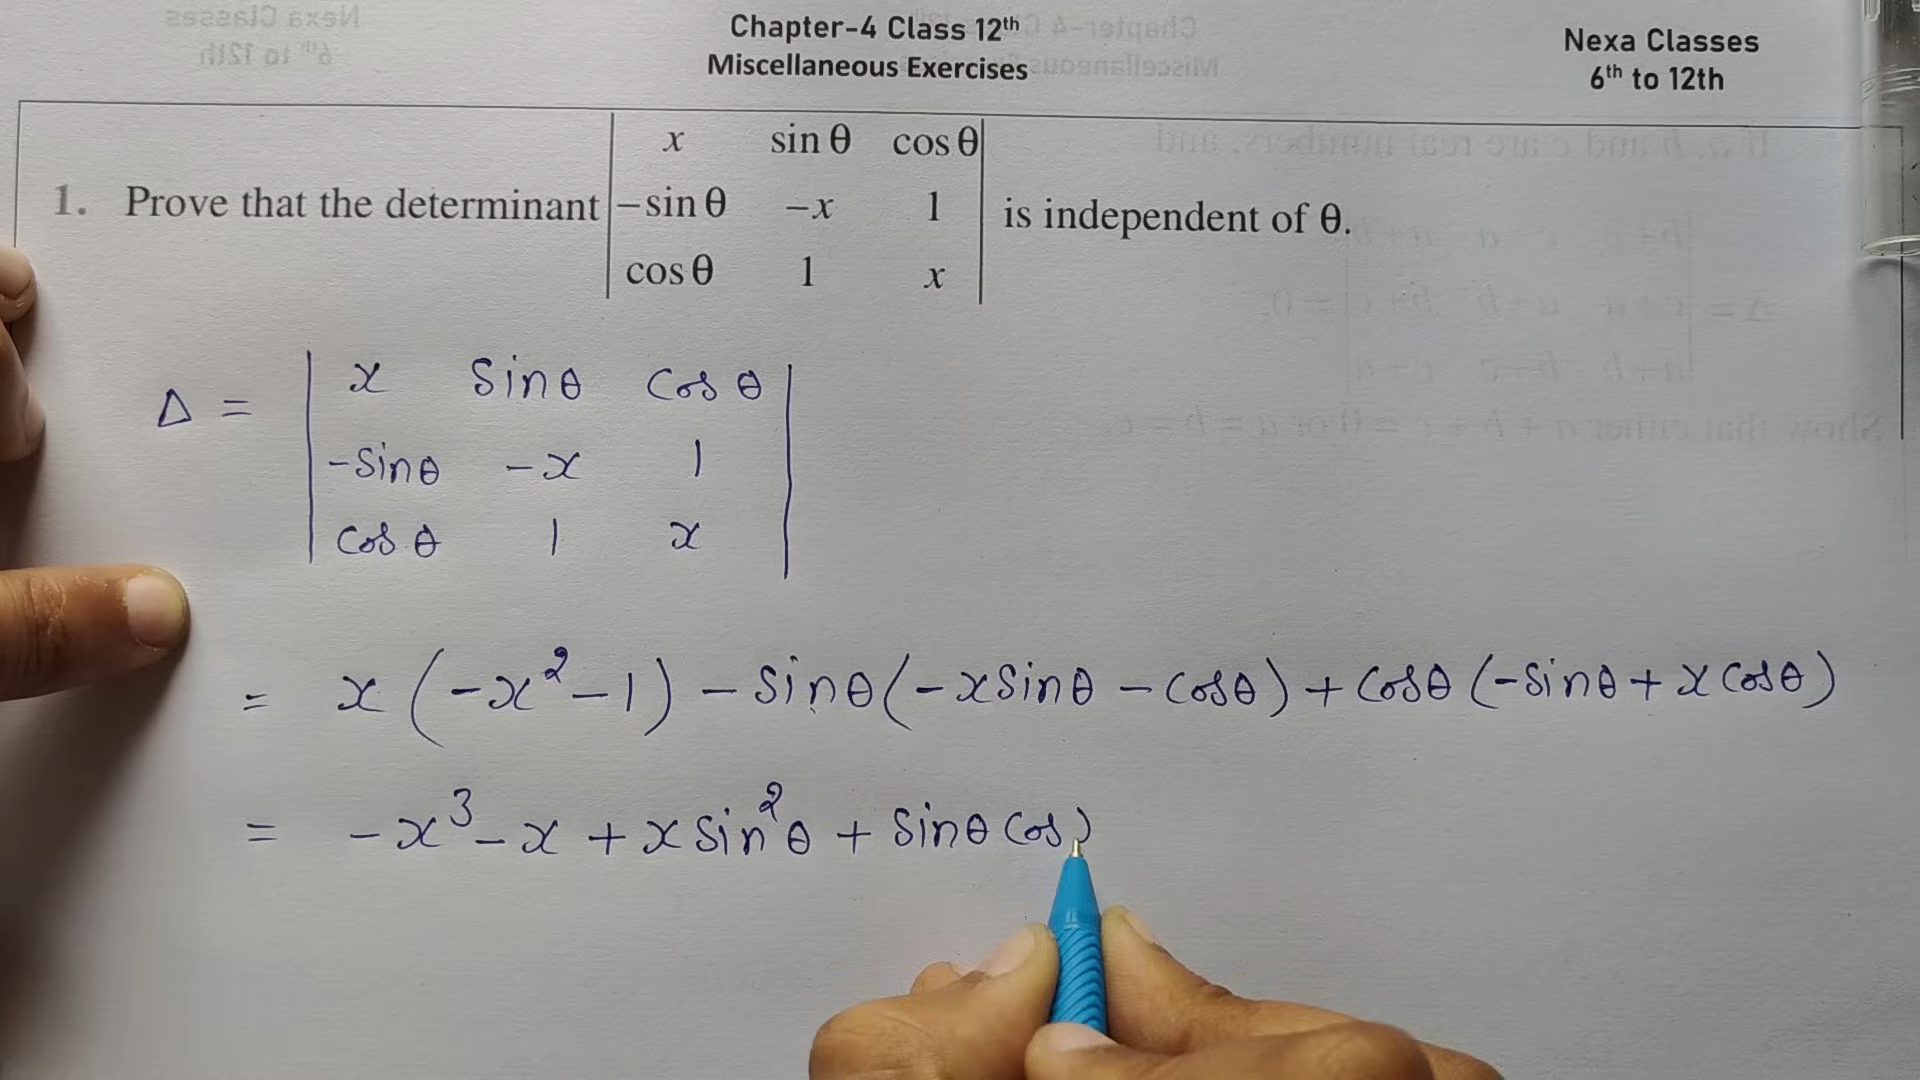 Chapter-4 Class 12th
Miscellaneous Exercises
Nexa Classes
6th to 12th
1. Prove that the determinant | x sin θ cos θ | is independent of θ.
| −sin θ −x 1 |
| cos θ 1 x |
Δ = | x sinθ cos θ |
| -sinθ -x 1 |
| cos θ 1 x |
= x (-x² - 1) - sinθ (-x sinθ - cosθ) + cosθ (-sinθ + x cosθ)
= -x³ - x + x sin²θ + sinθ cos